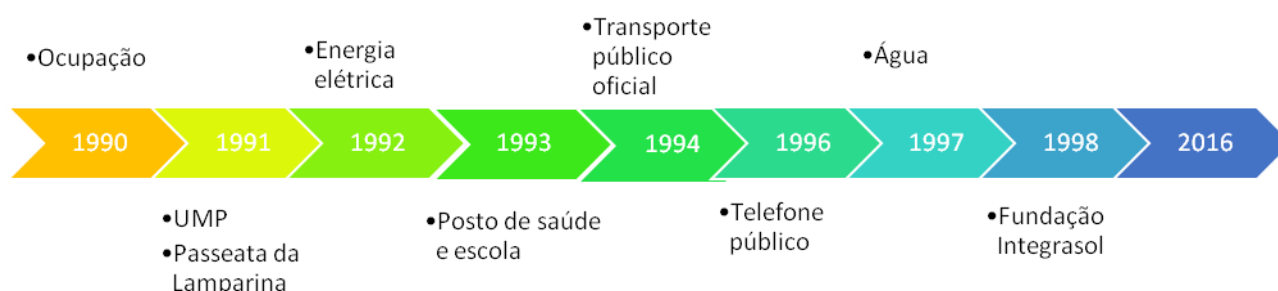 •Ocupação
•Energia
elétrica
•Transporte
público
oficial
•Água
1990
1991
1992
1993
1994
1996
1997
1998
2016
•UMP
•Passeata da
Lamparina
•Posto de saúde
e escola
•Telefone
público
•Fundação
Integrasol